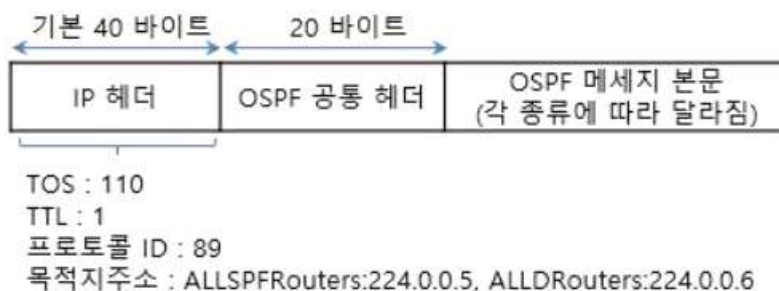 기본 40 바이트
20 바이트
IP 헤더
OSPF 공통 헤더
OSPF 메세지 본문
(각 종류에 따라 달라짐)
TOS : 110
TTL : 1
프로토콜 ID : 89
목적지주소 : ALLSPFRouters:224.0.0.5, ALLDRouters:224.0.0.6